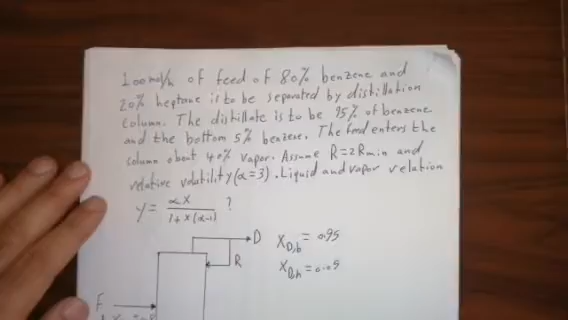 100 mol/h of feed of 80% benzene and
20% heptane is to be separated by distillation
column. The distillate is to be 95% of benzene
and the bottom 5% benzene. The feed enters the
column about 40% vapor. Assume R=2Rmin and
relative volatility (α=3). Liquid and vapor relation
y = αx / 1+x(α-1) ?
D
X_D,b = 0.95
R
= 0.05
F